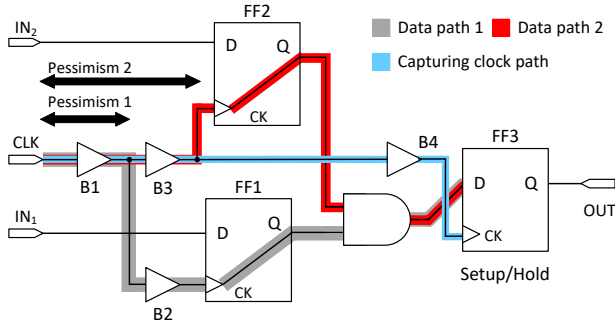 FF2
IN2
D
Q
CK
Data path 1
Data path 2
Capturing clock path
Pessimism 2
Pessimism 1
CLK
B1
B3
B4
FF3
D
Q
CK
OUT
Setup/Hold
FF1
IN1
D
Q
CK
B2